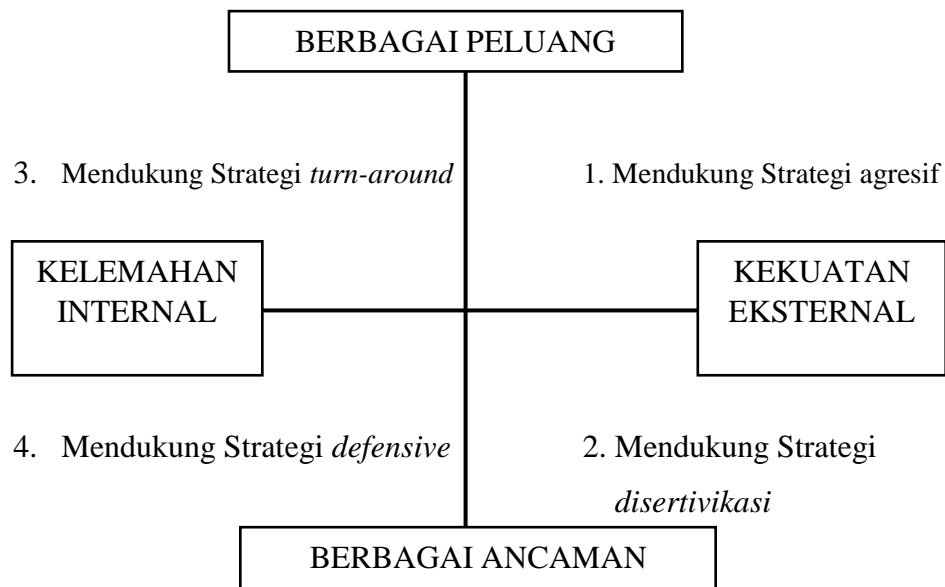 BERBAGAI PELUANG
3. Mendukung Strategi turn-around
1. Mendukung Strategi agresif
KELEMAHAN
INTERNAL
KEKUATAN
EKSTERNAL
4. Mendukung Strategi defensive
2. Mendukung Strategi
disertivikasi
BERBAGAI ANCAMAN